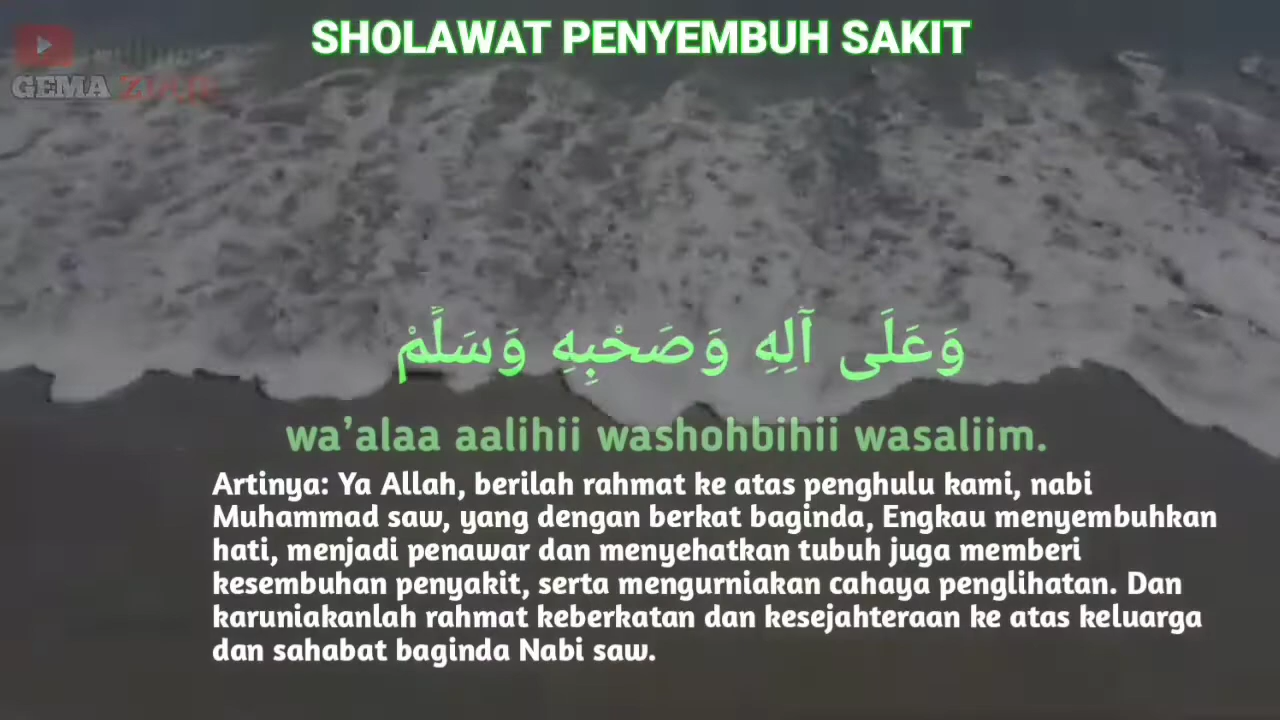 SHOLAWAT PENYEMBUH SAKIT
GEMA
وَعَلَى آلِهِ وَصَحْبِهِ وَسَلَّمْ
wa’alaa aalihii washohbihii wasaliim.
Artinya: Ya Allah, berilah rahmat ke atas penghulu kami, nabi
Muhammad saw, yang dengan berkat baginda, Engkau menyembuhkan
hati, menjadi penawar dan menyehatkan tubuh juga memberi
kesembuhan penyakit, serta mengurniakan cahaya penglihatan. Dan
karuniakanlah rahmat keberkatan dan kesejahteraan ke atas keluarga
dan sahabat baginda Nabi saw.